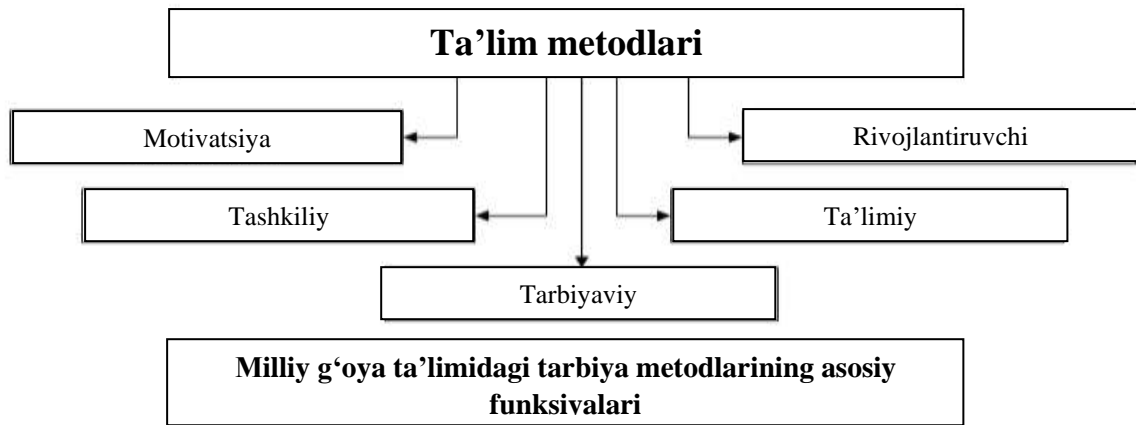 Ta’lim metodlari
Motivatsiya
Rivojlantiruvchi
Tashkiliy
Ta’limiy
Tarbiyaviy
Milliy g‘oya ta’limidagi tarbiya metodlarining asosiy
funksivalari